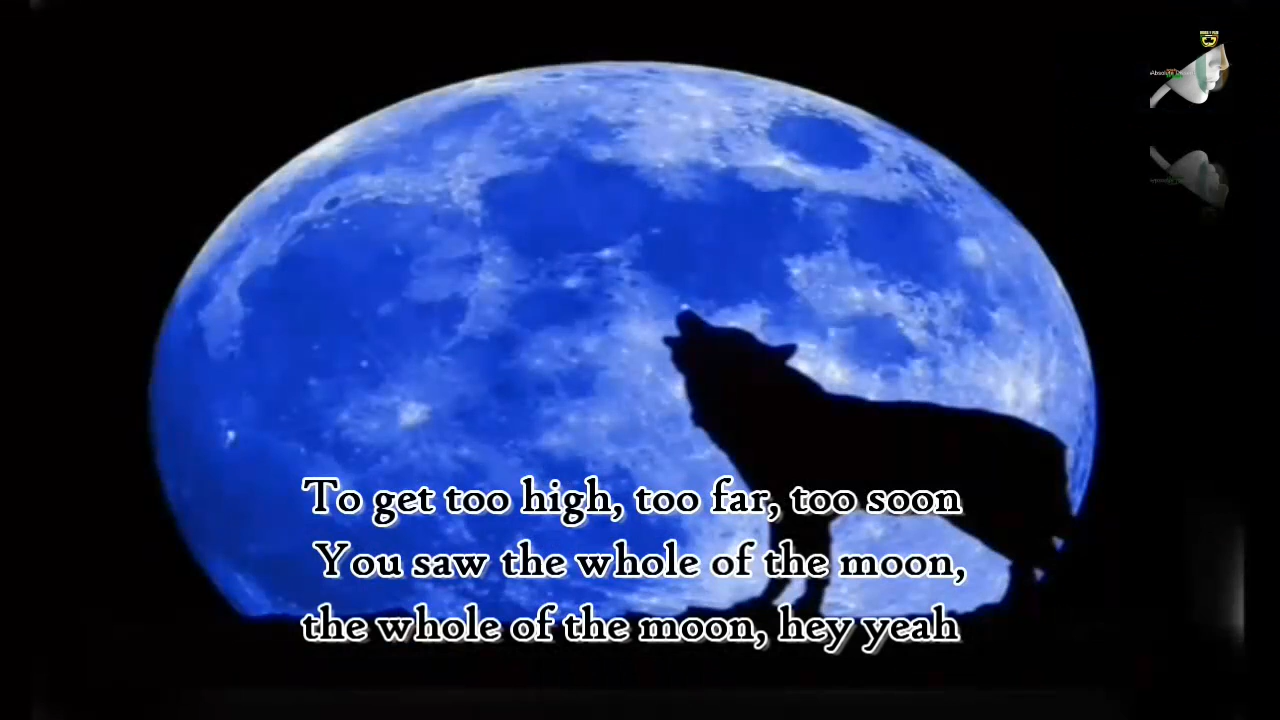 To get too high, too far, too soon
You saw the whole of the moon,
the whole of the moon, hey yeah